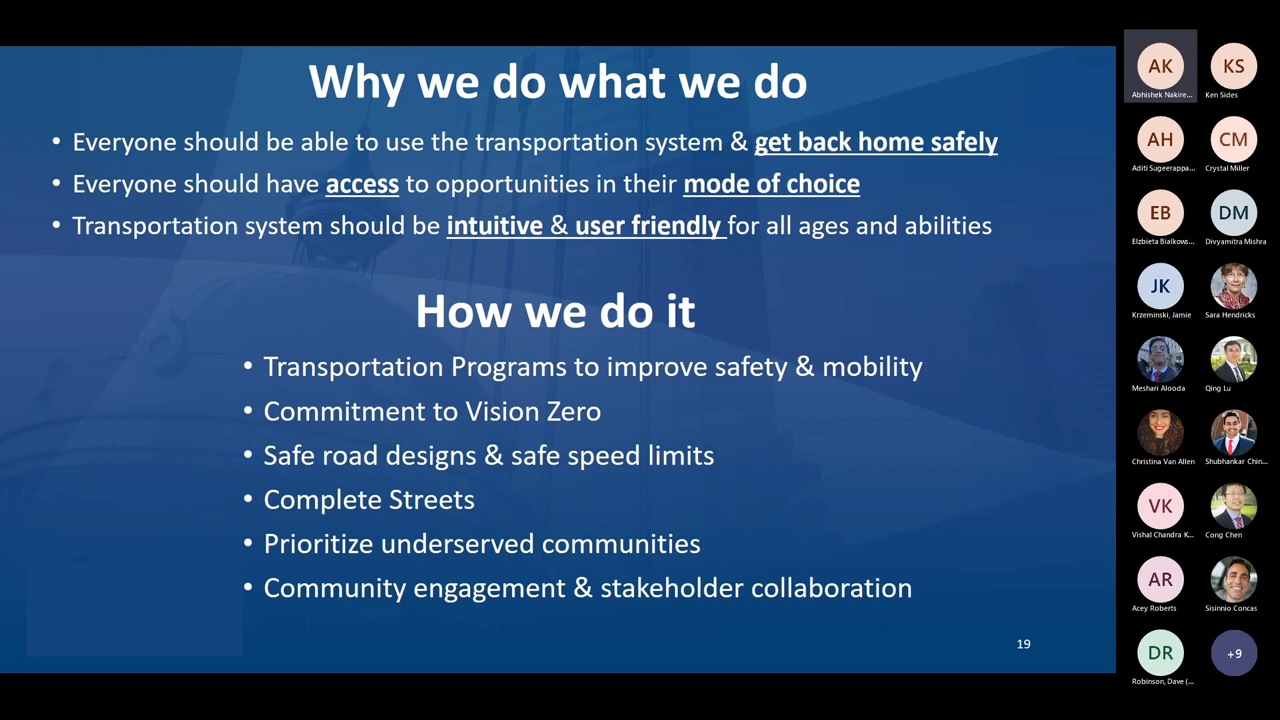 Why we do what we do
• Everyone should be able to use the transportation system & get back home safely
• Everyone should have access to opportunities in their mode of choice
• Transportation system should be intuitive & user friendly for all ages and abilities
How we do it
• Transportation Programs to improve safety & mobility
• Commitment to Vision Zero
• Safe road designs & safe speed limits
• Complete Streets
• Prioritize underserved communities
• Community engagement & stakeholder collaboration
19
AK
Abhishek Nakire...
KS
Ken Sides
AH
Aditi Sugeerappa...
CM
Crystal Miller
EB
Elzbieta Bialkows...
DM
Divyamitra Mishra
JK
Krzeminski, Jamie
Sara Hendricks
Meshari Alooda
Qing Lu
Christina Van Allen
Shubhankar Chin...
VK
Vishal Chandra K...
Cong Chen
AR
Acey Roberts
Sisinnio Concas
DR
Robinson, Dave (...
+9